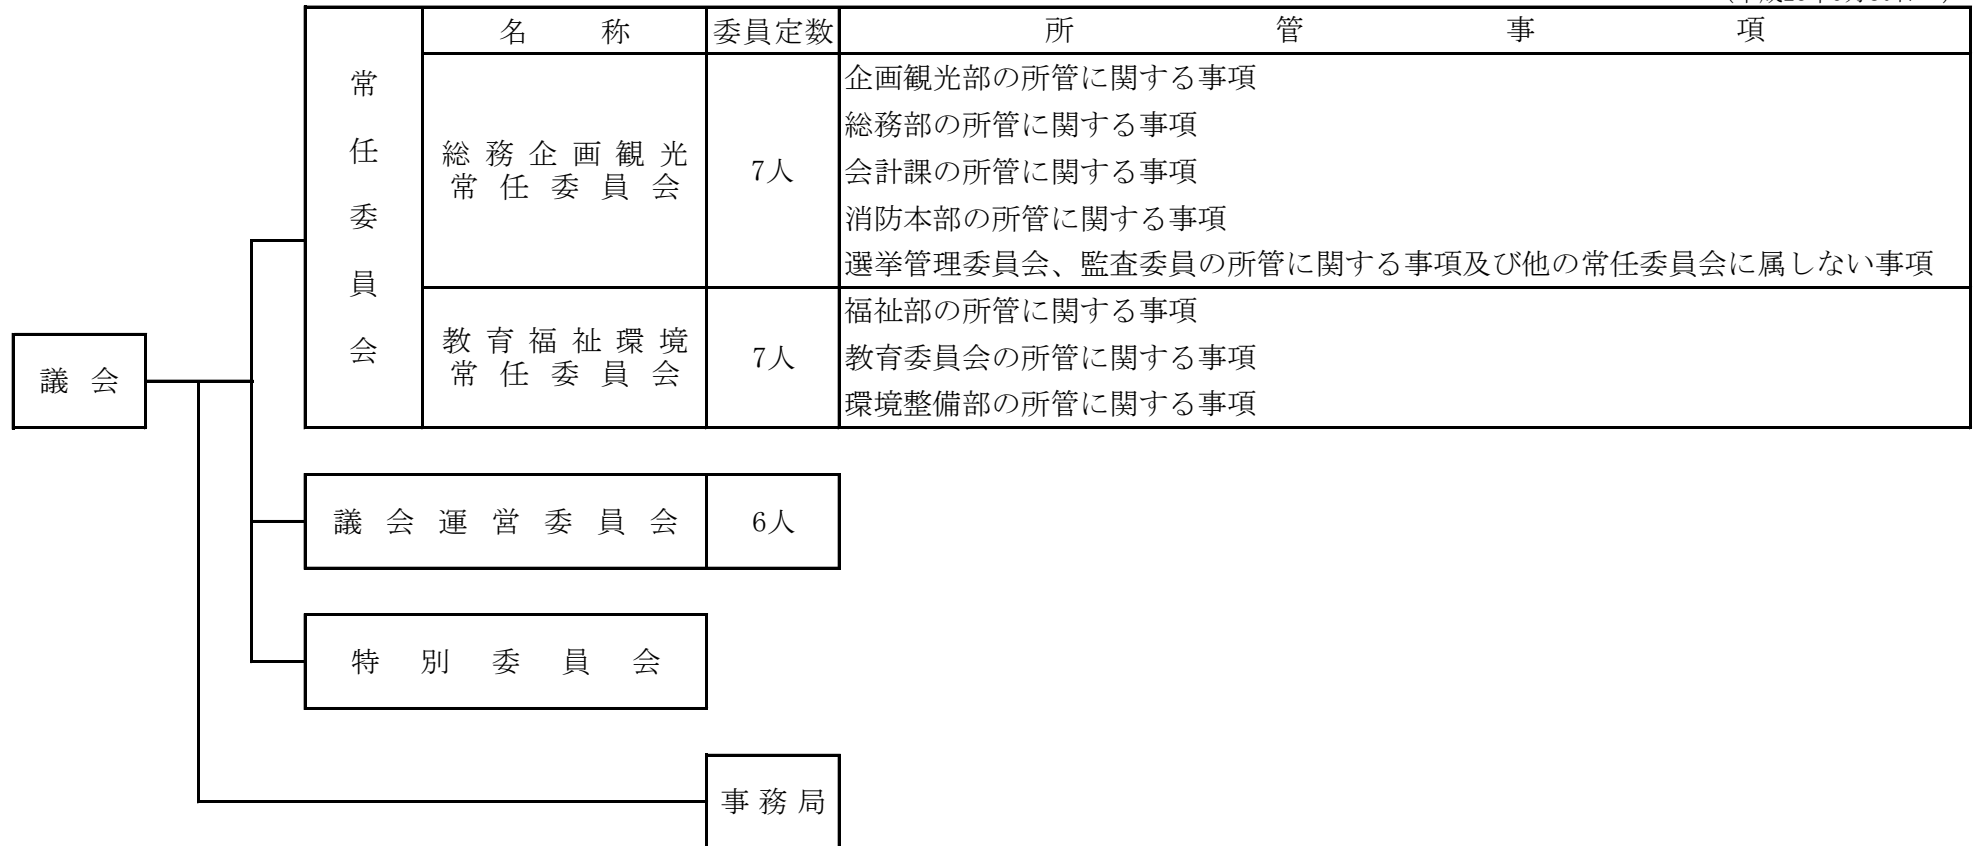 名称 委員定数 所管事項
常任委員会
総務企画観光
常任委員会
7人
企画観光部の所管に関する事項
総務部の所管に関する事項
会計課の所管に関する事項
消防本部の所管に関する事項
選挙管理委員会、監査委員の所管に関する事項及び他の常任委員会に属しない事項
教育福祉環境
常任委員会
7人
福祉部の所管に関する事項
教育委員会の所管に関する事項
環境整備部の所管に関する事項
議会
議会運営委員会 6人
特別委員会
事務局